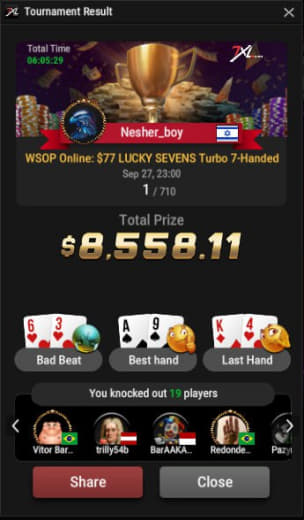 7XL Tournament Result
Total Time
06:05:29
7XL
Nesher_boy
WSOP Online: $77 LUCKY SEVENS Turbo 7-Handed
Sep 27, 23:00
1 / 710
Total Prize
$8,558.11
6 3
A 9
K 4
Bad Beat
Best hand
Last Hand
You knocked out 19 players
Vitor Bar...
trilly54b
BarAAKA...
Redonde...
Share
Close